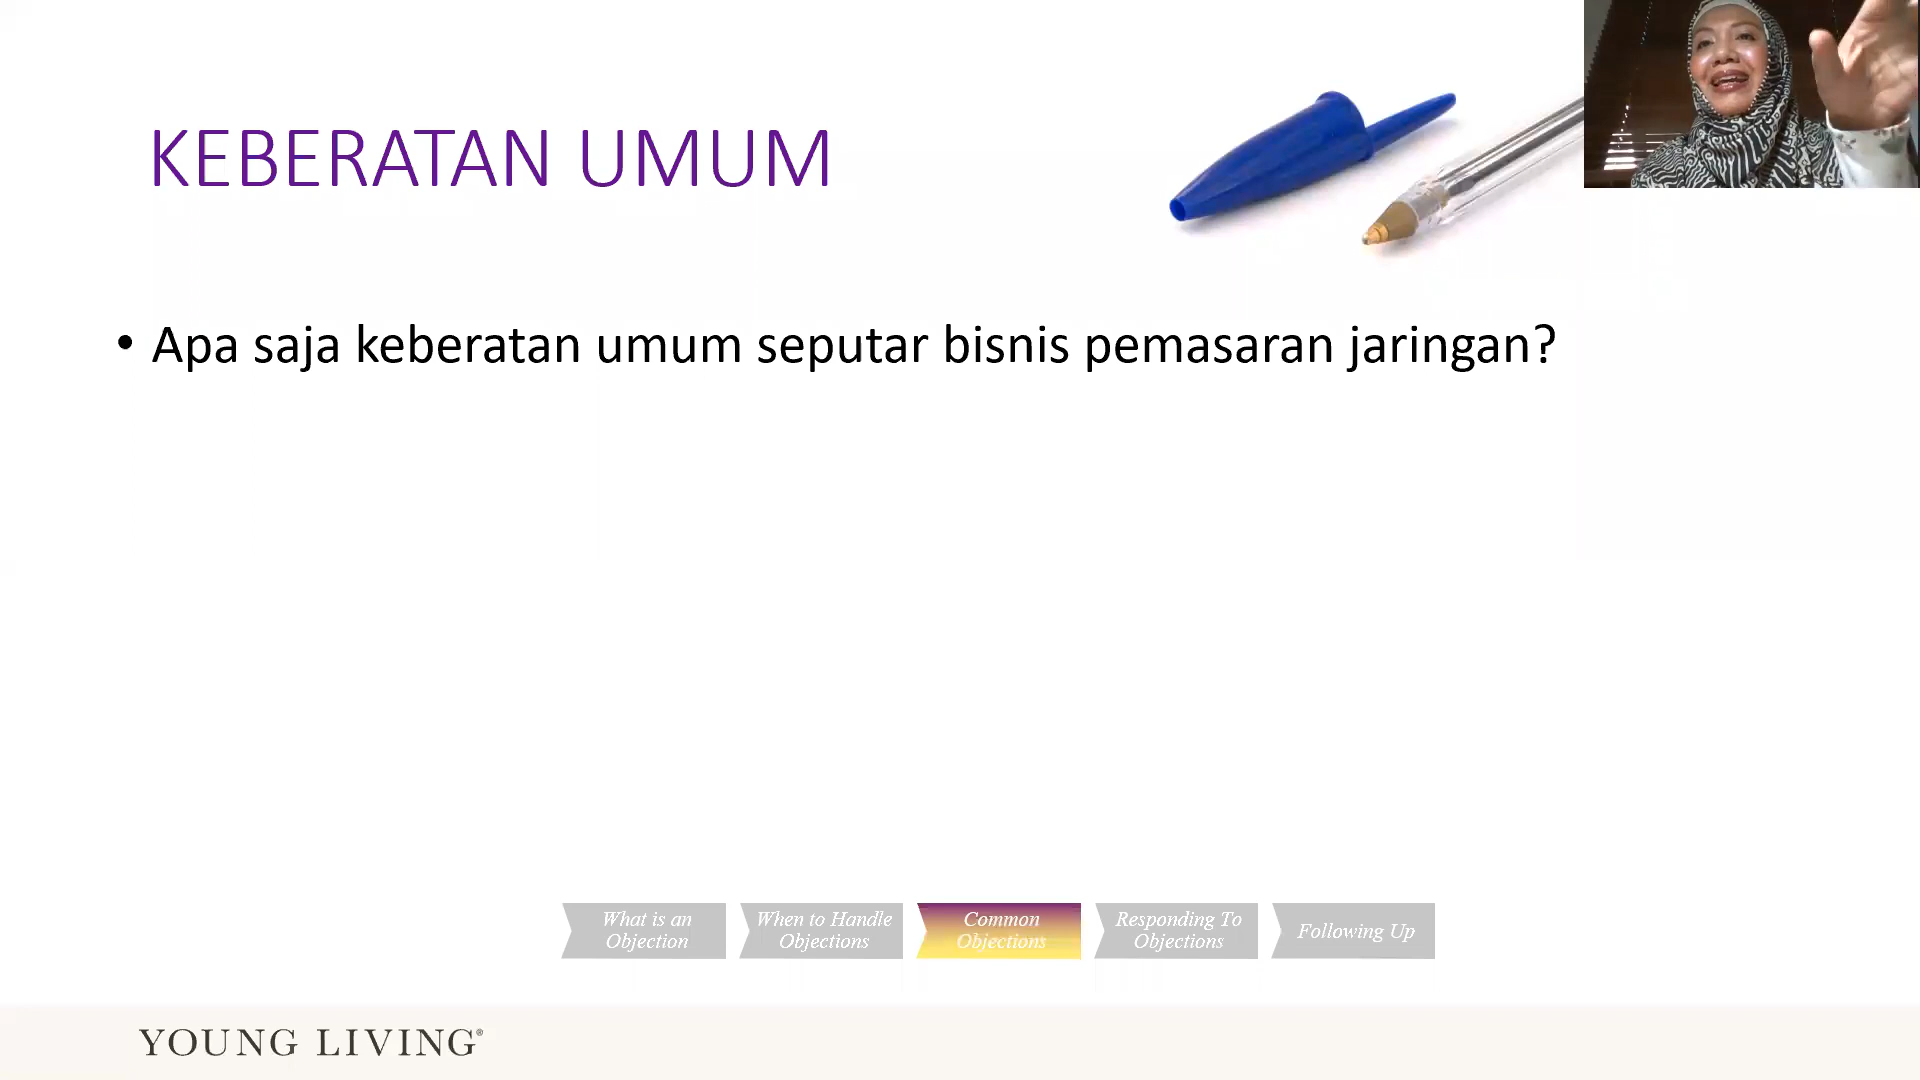 KEBERATAN UMUM
• Apa saja keberatan umum seputar bisnis pemasaran jaringan?
What is an
Objection
When to Handle
Objections
Common
Objections
Responding To
Objections
Following Up
YOUNG LIVING®